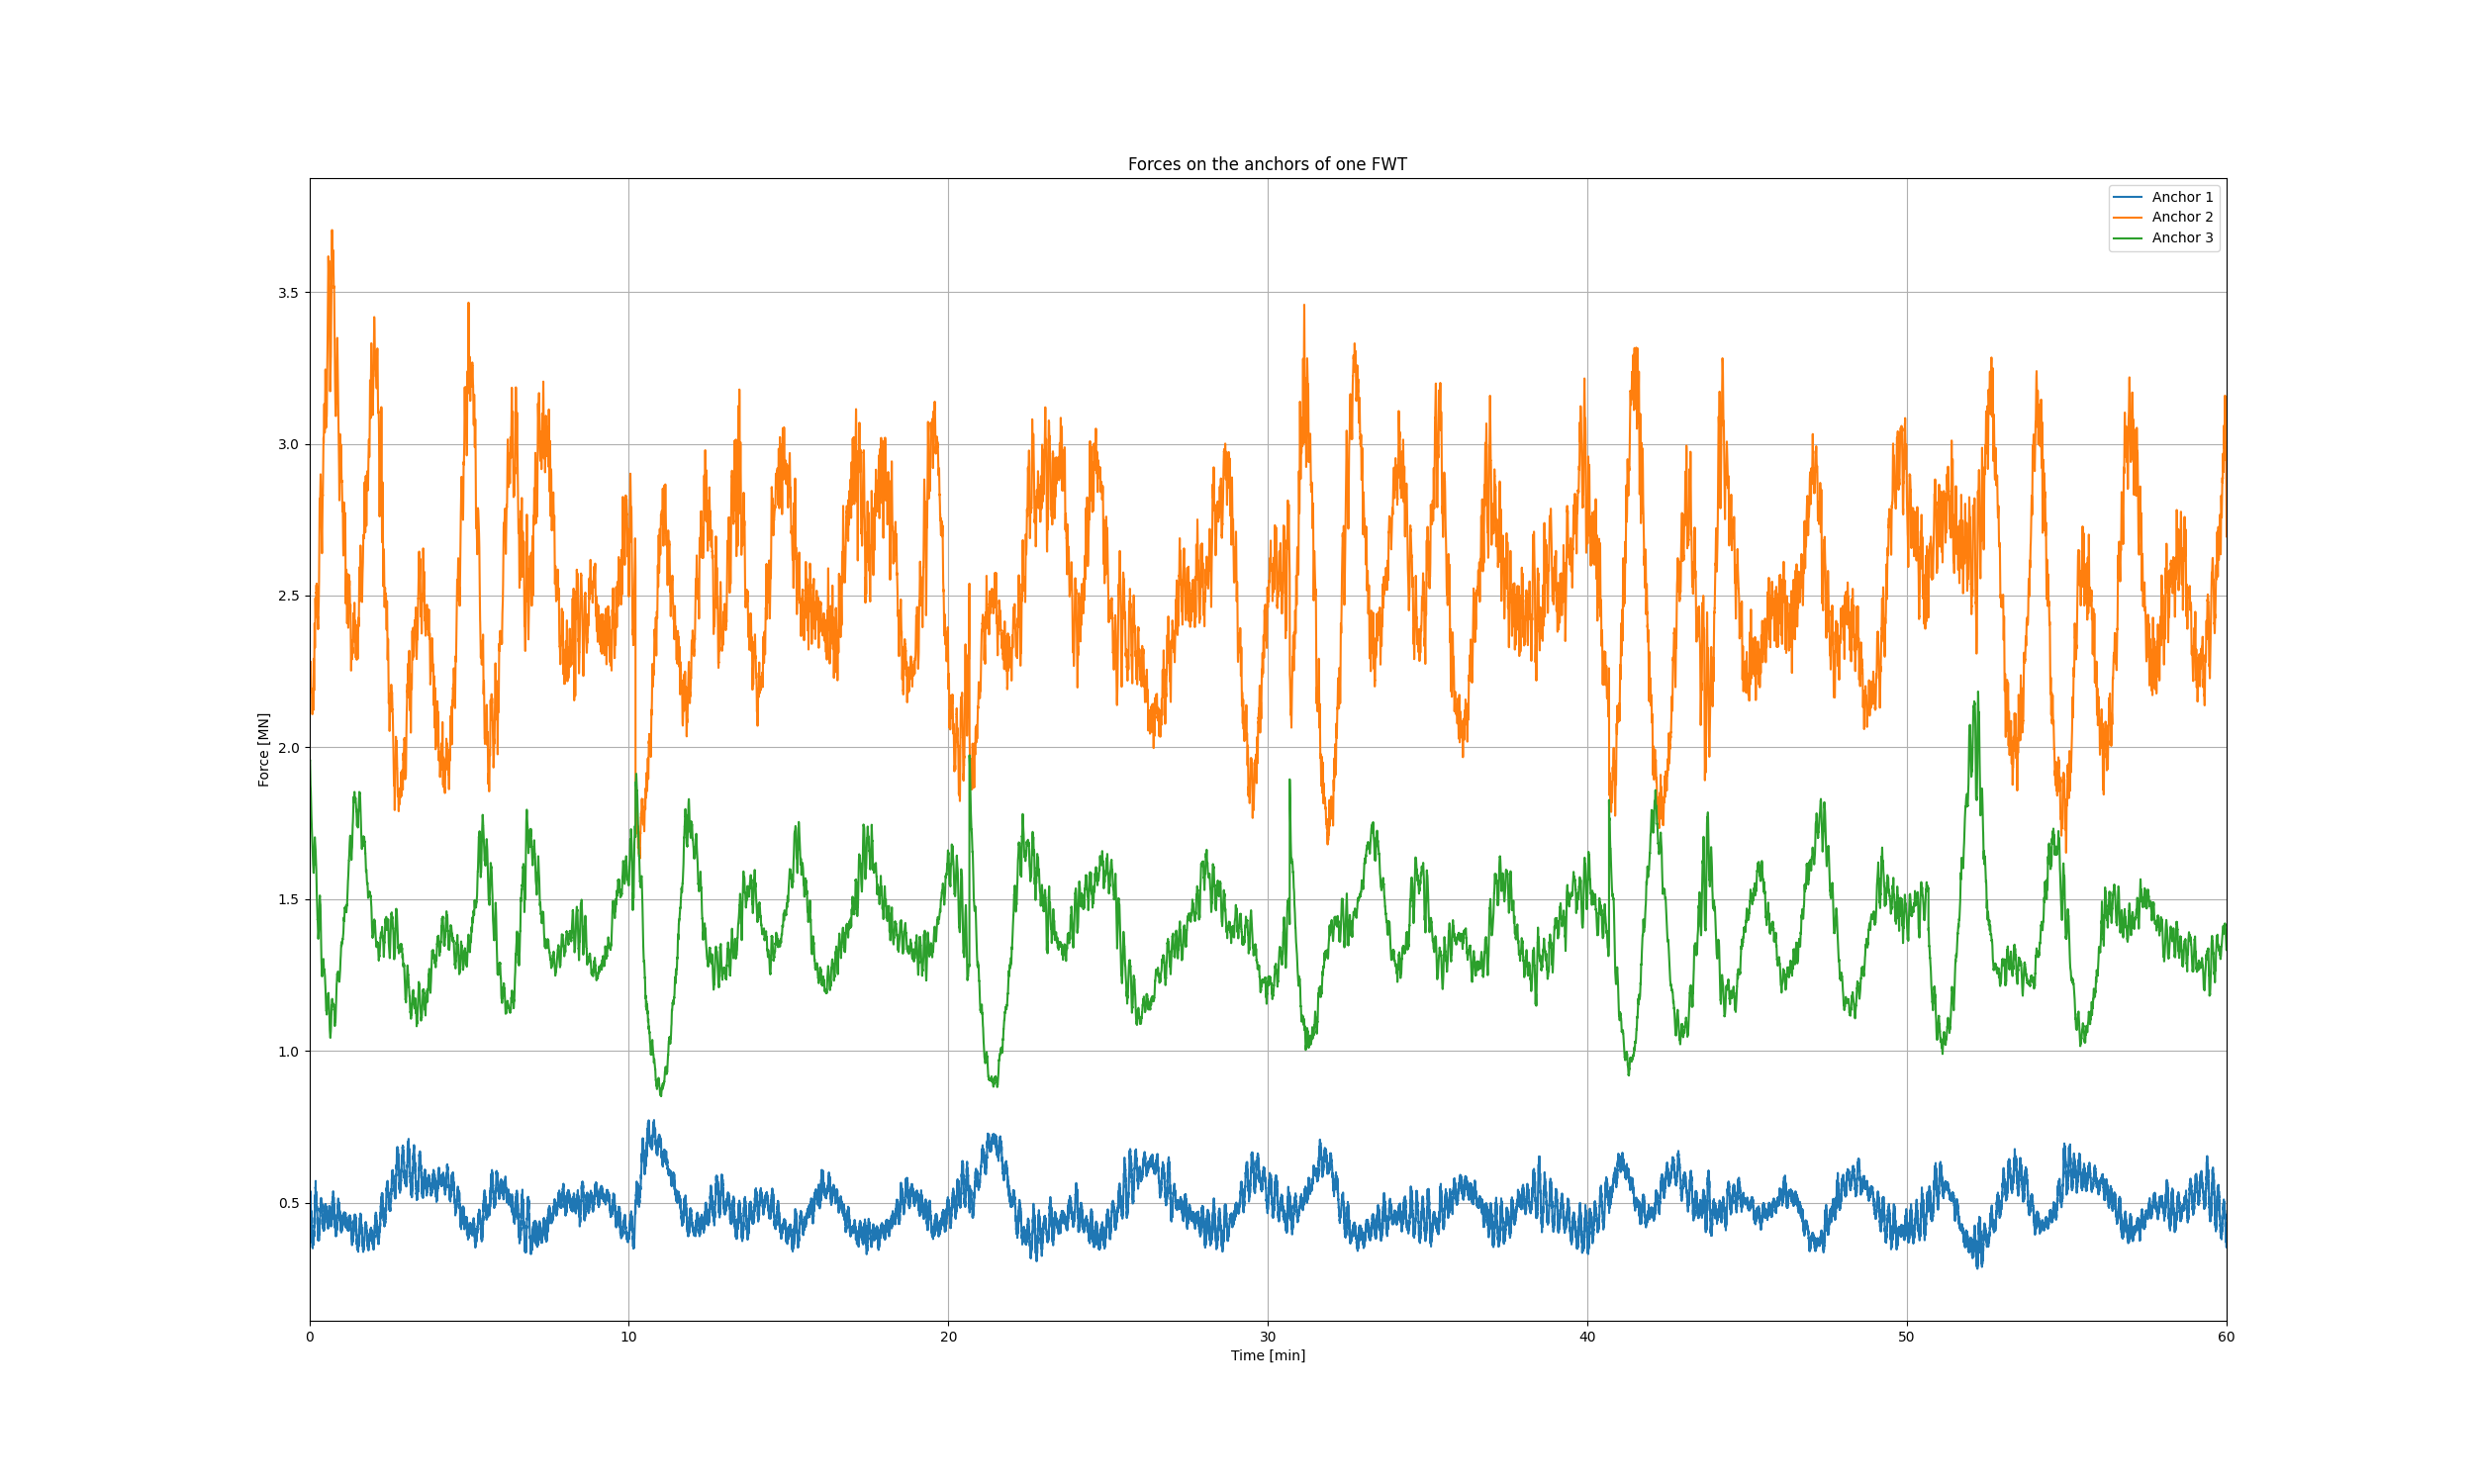 Forces on the anchors of one FWT
Anchor 1
Anchor 2
Anchor 3
Force [MN]
3.5
3.0
2.5
2.0
1.5
1.0
0.5
0 10 20 30 40 50 60
Time [min]